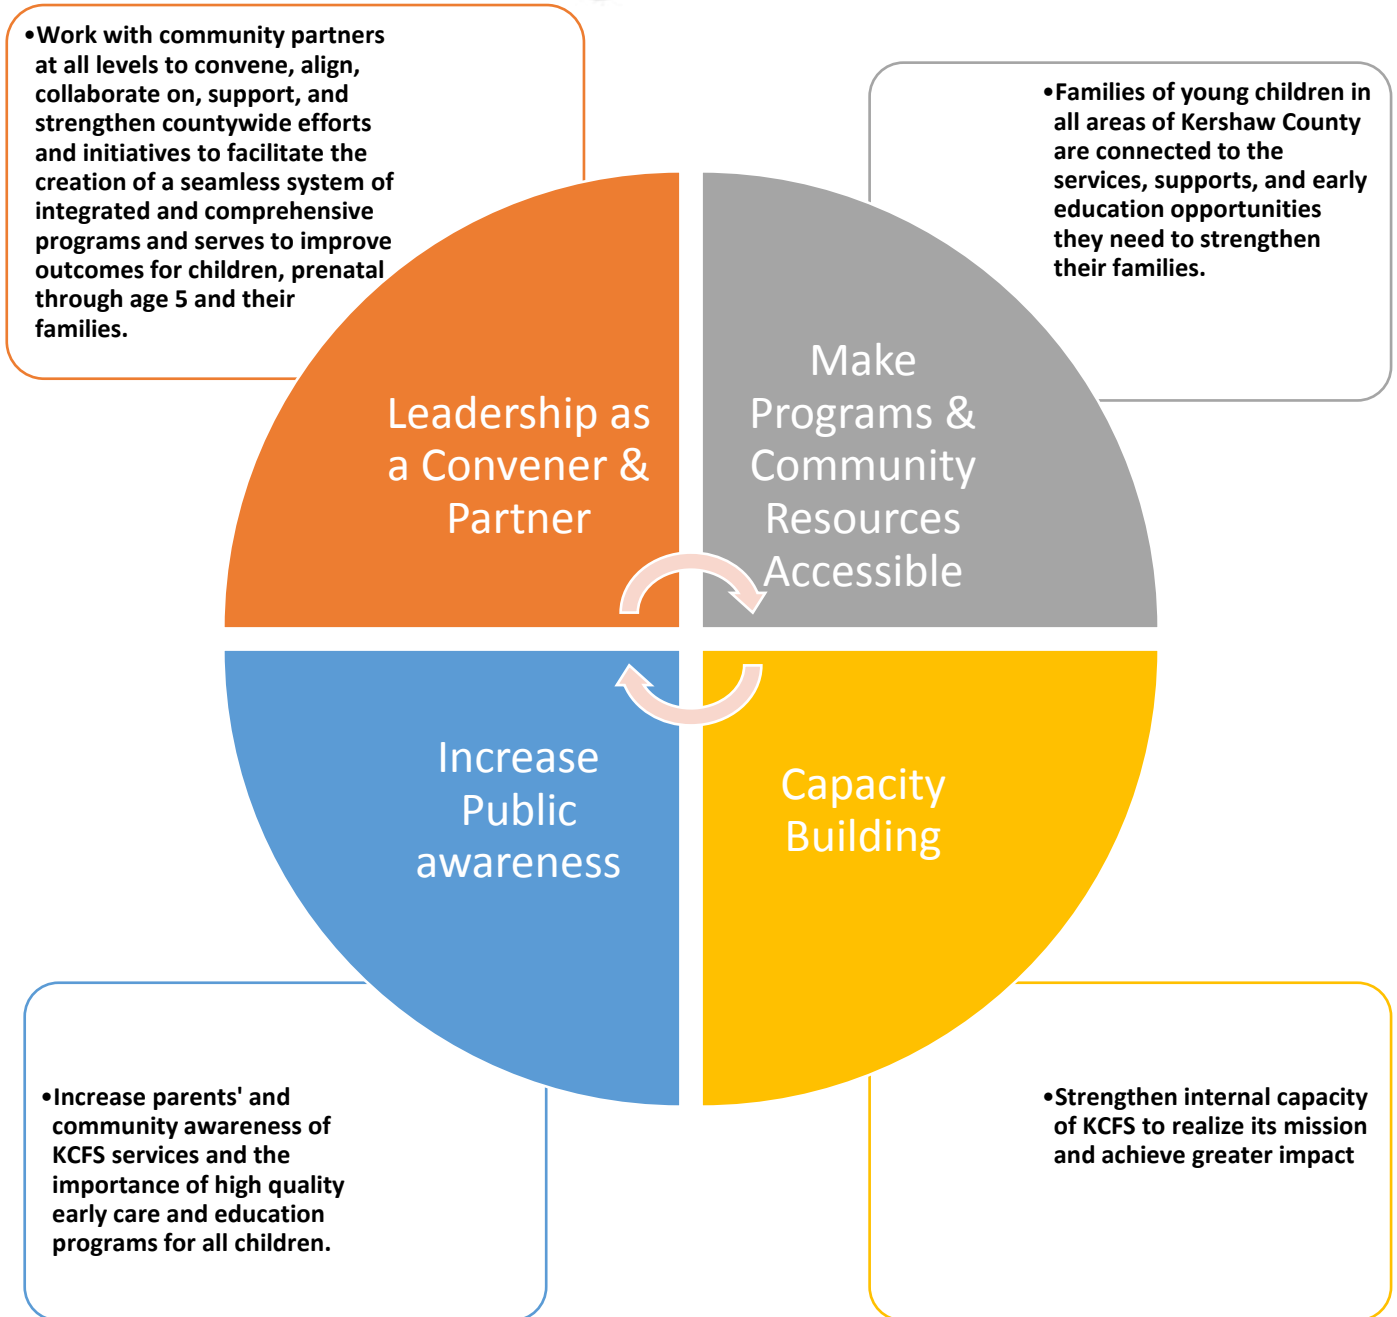 •Work with community partners
at all levels to convene, align,
collaborate on, support, and
strengthen countywide efforts
and initiatives to facilitate the
creation of a seamless system of
integrated and comprehensive
programs and serves to improve
outcomes for children, prenatal
through age 5 and their
families.
•Families of young children in
all areas of Kershaw County
are connected to the
services, supports, and early
education opportunities
they need to strengthen
their families.
Leadership as
a Convener &
Partner
Make
Programs &
Community
Resources
Accessible
Increase
Public
awareness
Capacity
Building
•Increase parents' and
community awareness of
KCFS services and the
importance of high quality
early care and education
programs for all children.
•Strengthen internal capacity
of KCFS to realize its mission
and achieve greater impact